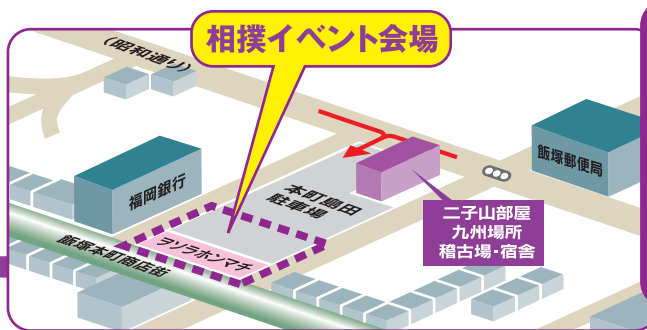 相撲イベント会場
(昭和通り)
飯塚郵便局
福岡銀行
本町島田
駐車場
二子山部屋
九州場所
稽古場・宿舎
ヲソラホンマチ
飯塚本町商店街